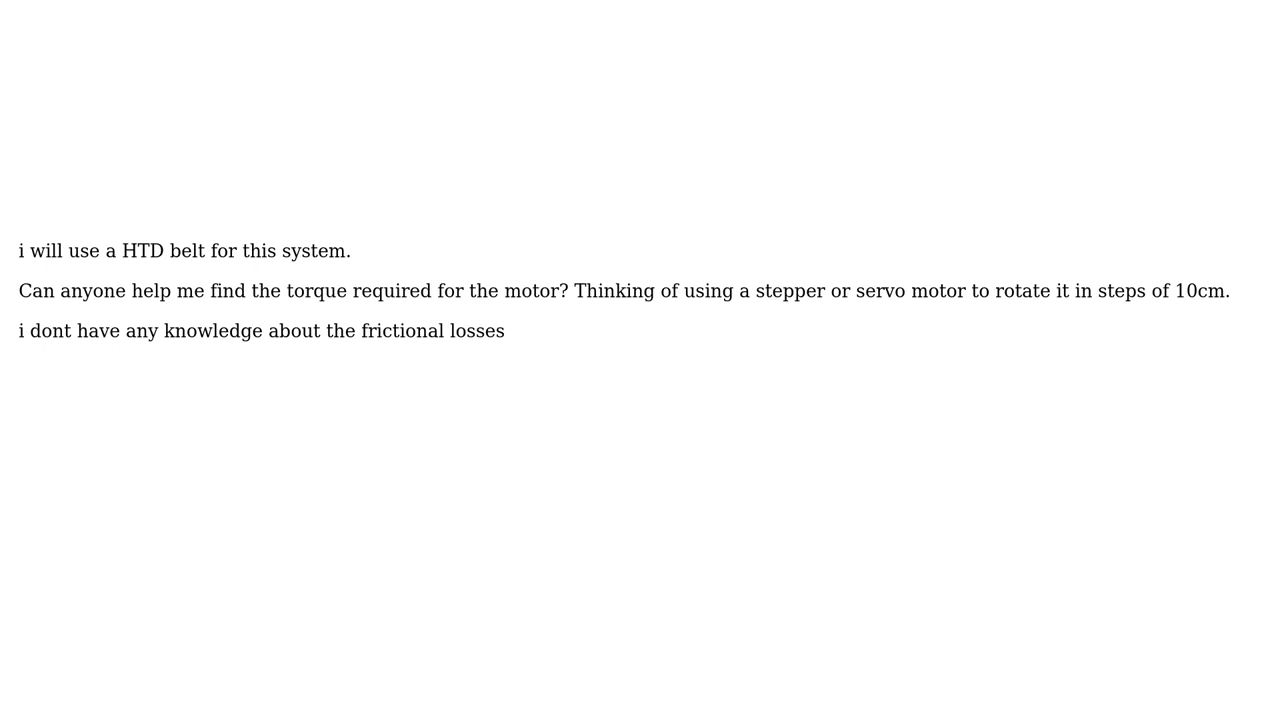 i will use a HTD belt for this system.
Can anyone help me find the torque required for the motor? Thinking of using a stepper or servo motor to rotate it in steps of 10cm.
i dont have any knowledge about the frictional losses